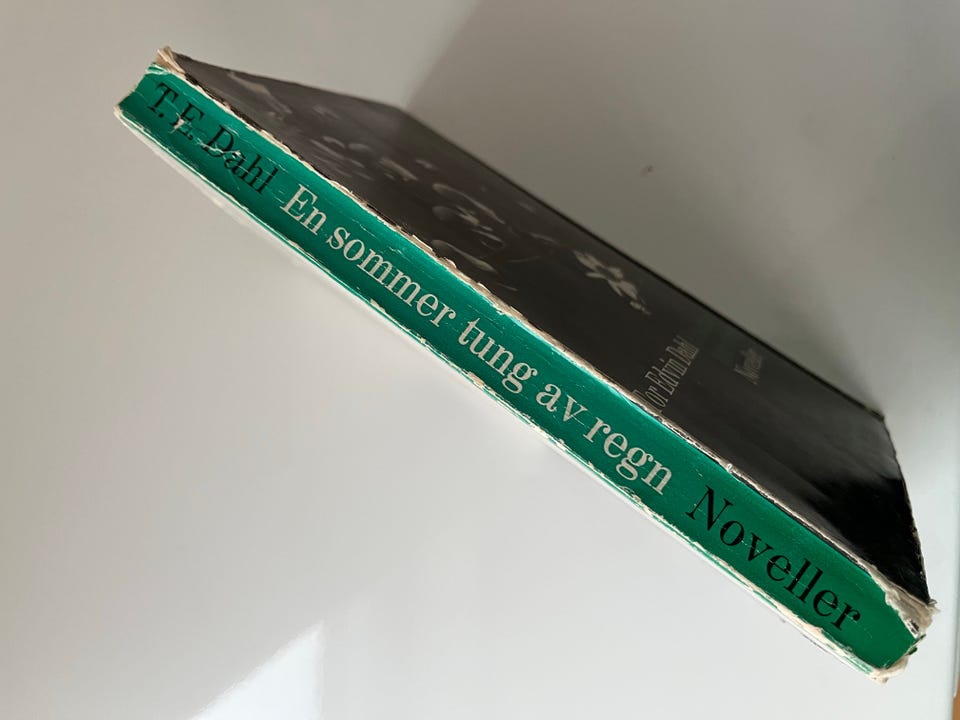 T. E. Dahl En sommer tung av regn Noveller
Tor Edvin Dahl
Noveller